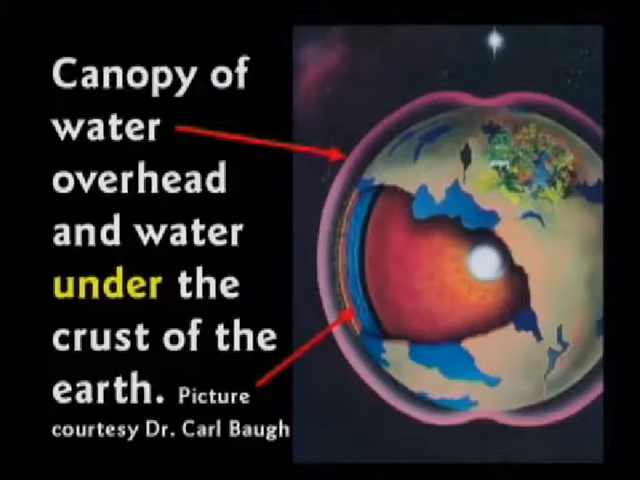 Canopy of
water
overhead
and water
under the
crust of the
earth. Picture
courtesy Dr. Carl Baugh